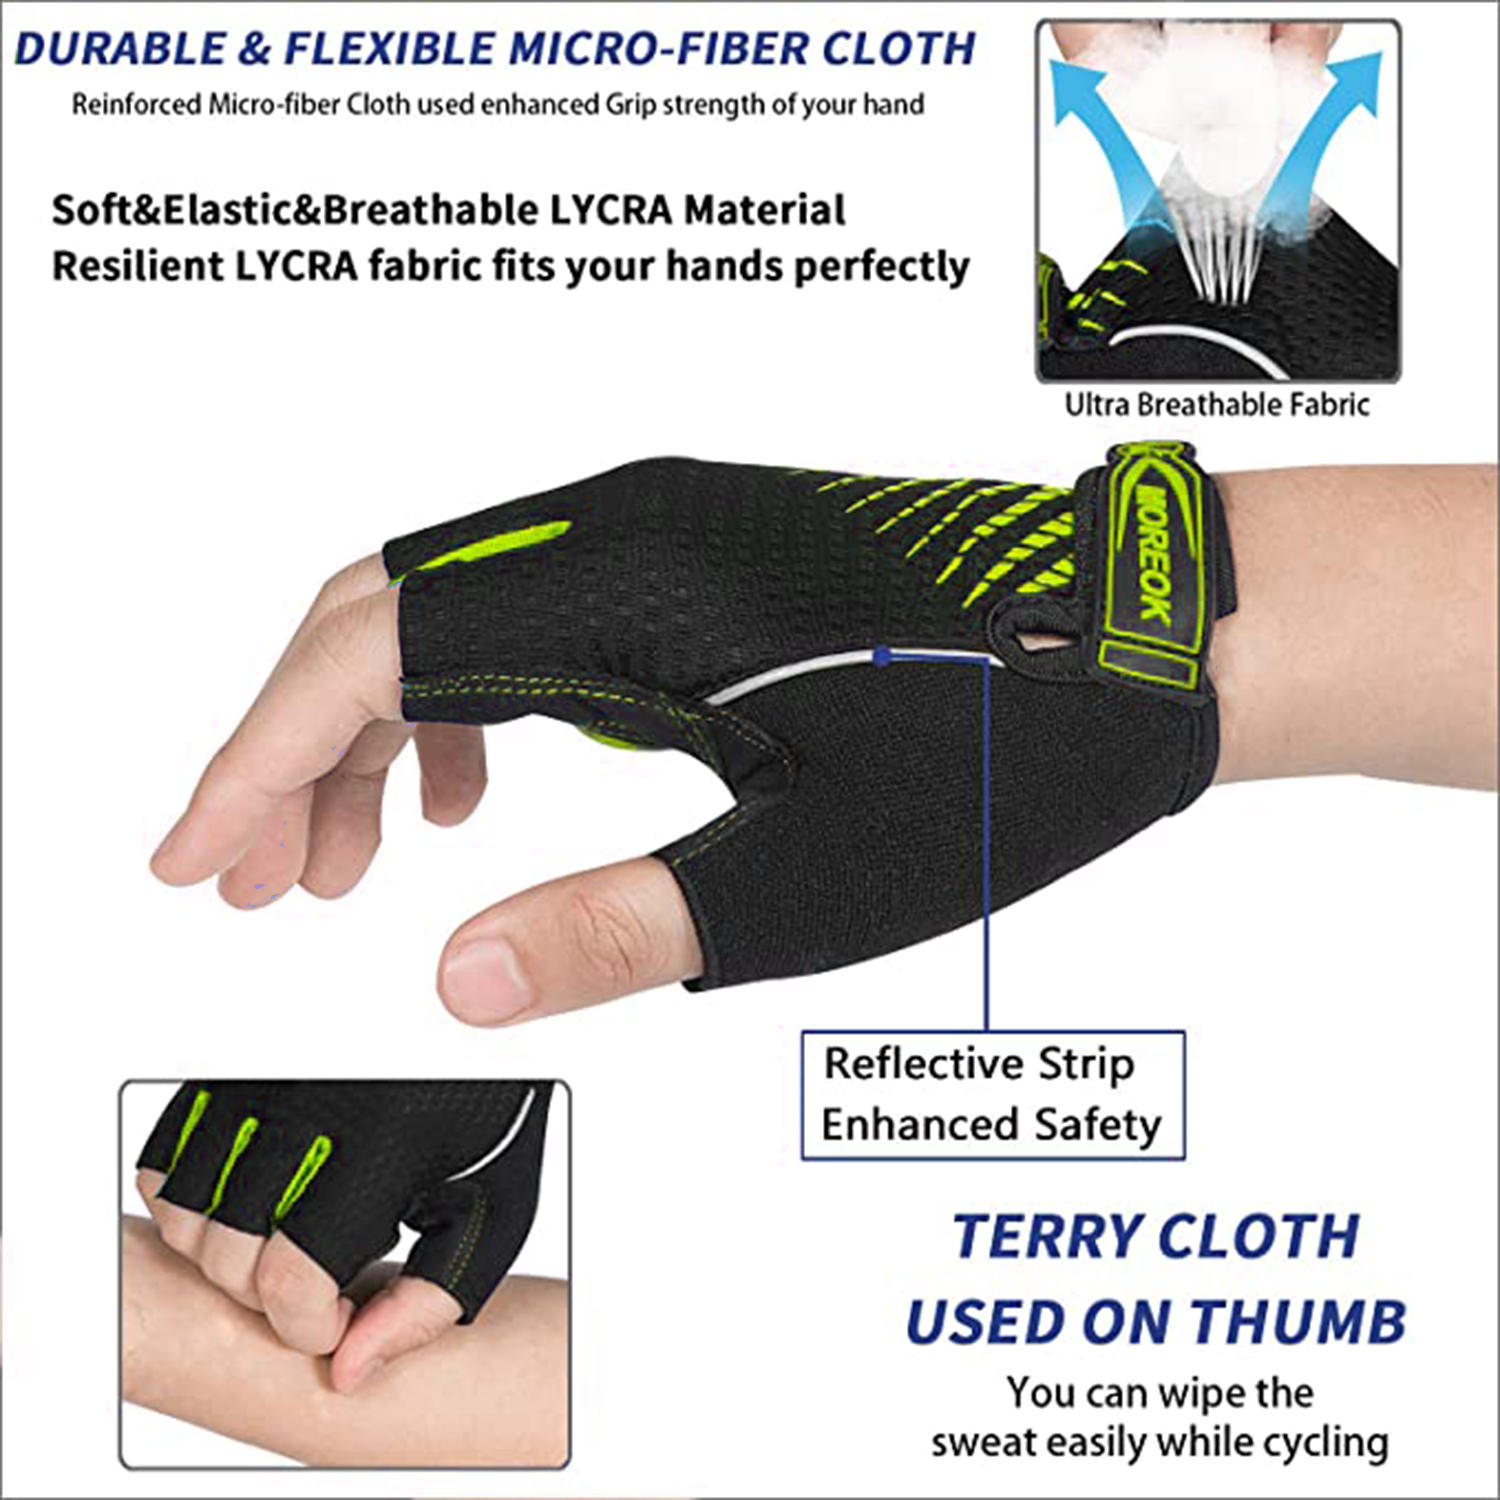 DURABLE & FLEXIBLE MICRO-FIBER CLOTH
Reinforced Micro-fiber Cloth used enhanced Grip strength of your hand
Soft&Elastic&Breathable LYCRA Material
Resilient LYCRA fabric fits your hands perfectly
Ultra Breathable Fabric
MOREOK
Reflective Strip
Enhanced Safety
TERRY CLOTH
USED ON THUMB
You can wipe the
sweat easily while cycling